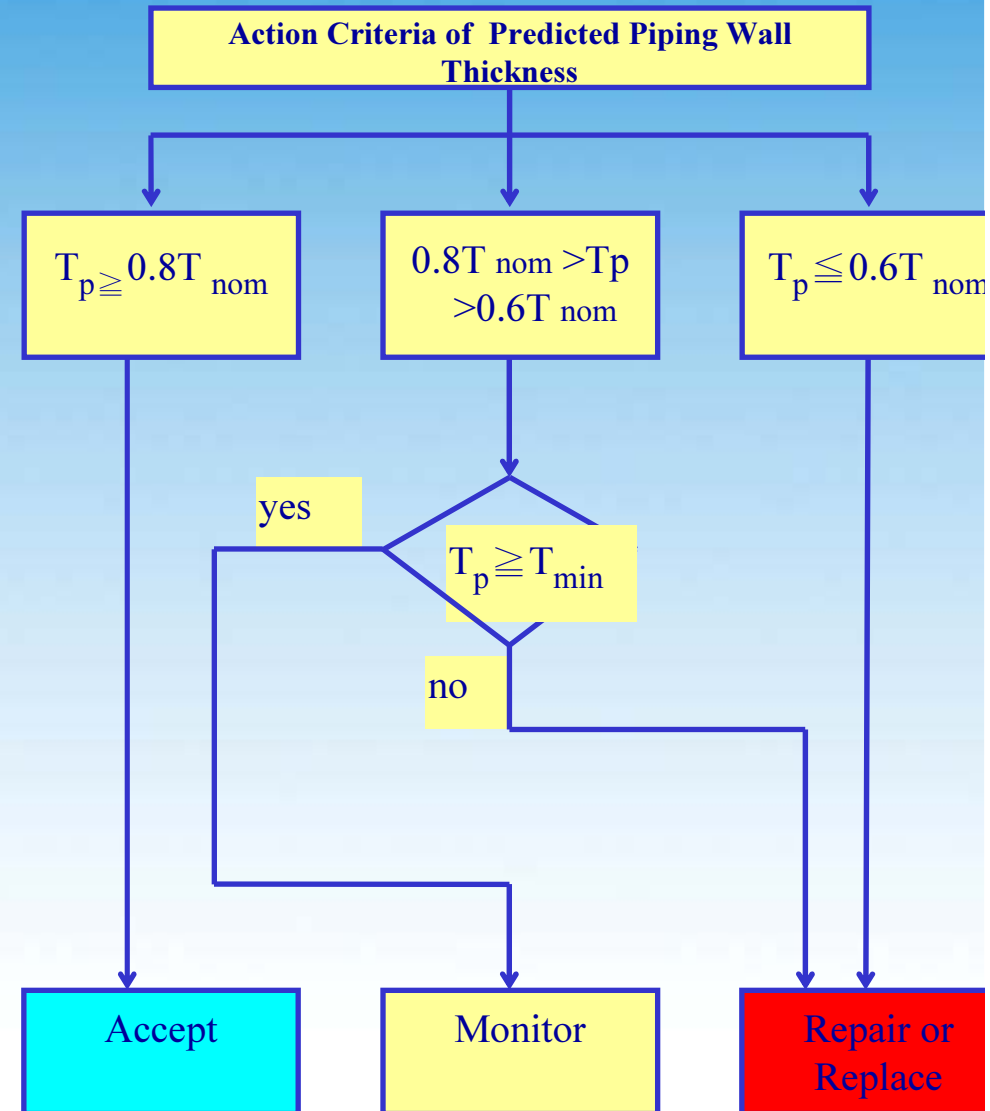 Action Criteria of Predicted Piping Wall
Thickness
Tp≧0.8T nom
0.8T nom >Tp
>0.6T nom
Tp≦0.6T nom
yes
Tp≧Tmin
no
Accept
Monitor
Repair or
Replace